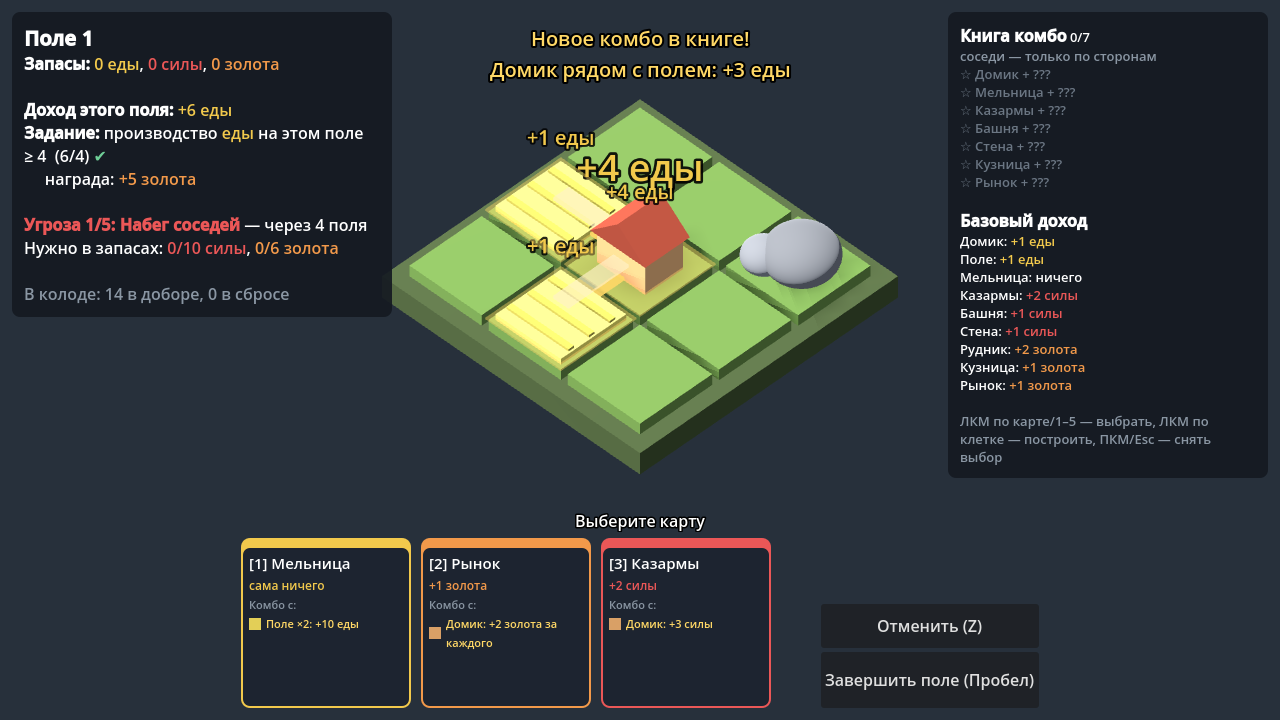 Поле 1
Запасы: 0 еды, 0 силы, 0 золота
Доход этого поля: +6 еды
Задание: производство еды на этом поле
≥ 4 (6/4) ✔
награда: +5 золота
Угроза 1/5: Набег соседей — через 4 поля
Нужно в запасах: 0/10 силы, 0/6 золота
В колоде: 14 в доборе, 0 в сбросе
Новое комбо в книге!
Домик рядом с полем: +3 еды
+1 еды
+4 еды
+4 еды
+1 еды
Книга комбо 0/7
соседи — только по сторонам
☆ Домик + ???
☆ Мельница + ???
☆ Казармы + ???
☆ Башня + ???
☆ Стена + ???
☆ Кузница + ???
☆ Рынок + ???
Базовый доход
Домик: +1 еды
Поле: +1 еды
Мельница: ничего
Казармы: +2 силы
Башня: +1 силы
Стена: +1 силы
Рудник: +2 золота
Кузница: +1 золота
Рынок: +1 золота
ЛКМ по карте/1–5 — выбрать, ЛКМ по
клетке — построить, ПКМ/Esc — снять
выбор
Выберите карту
[1] Мельница
сама ничего
Комбо с:
Поле ×2: +10 еды
[2] Рынок
+1 золота
Комбо с:
Домик: +2 золота за
каждого
[3] Казармы
+2 силы
Комбо с:
Домик: +3 силы
Отменить (Z)
Завершить поле (Пробел)